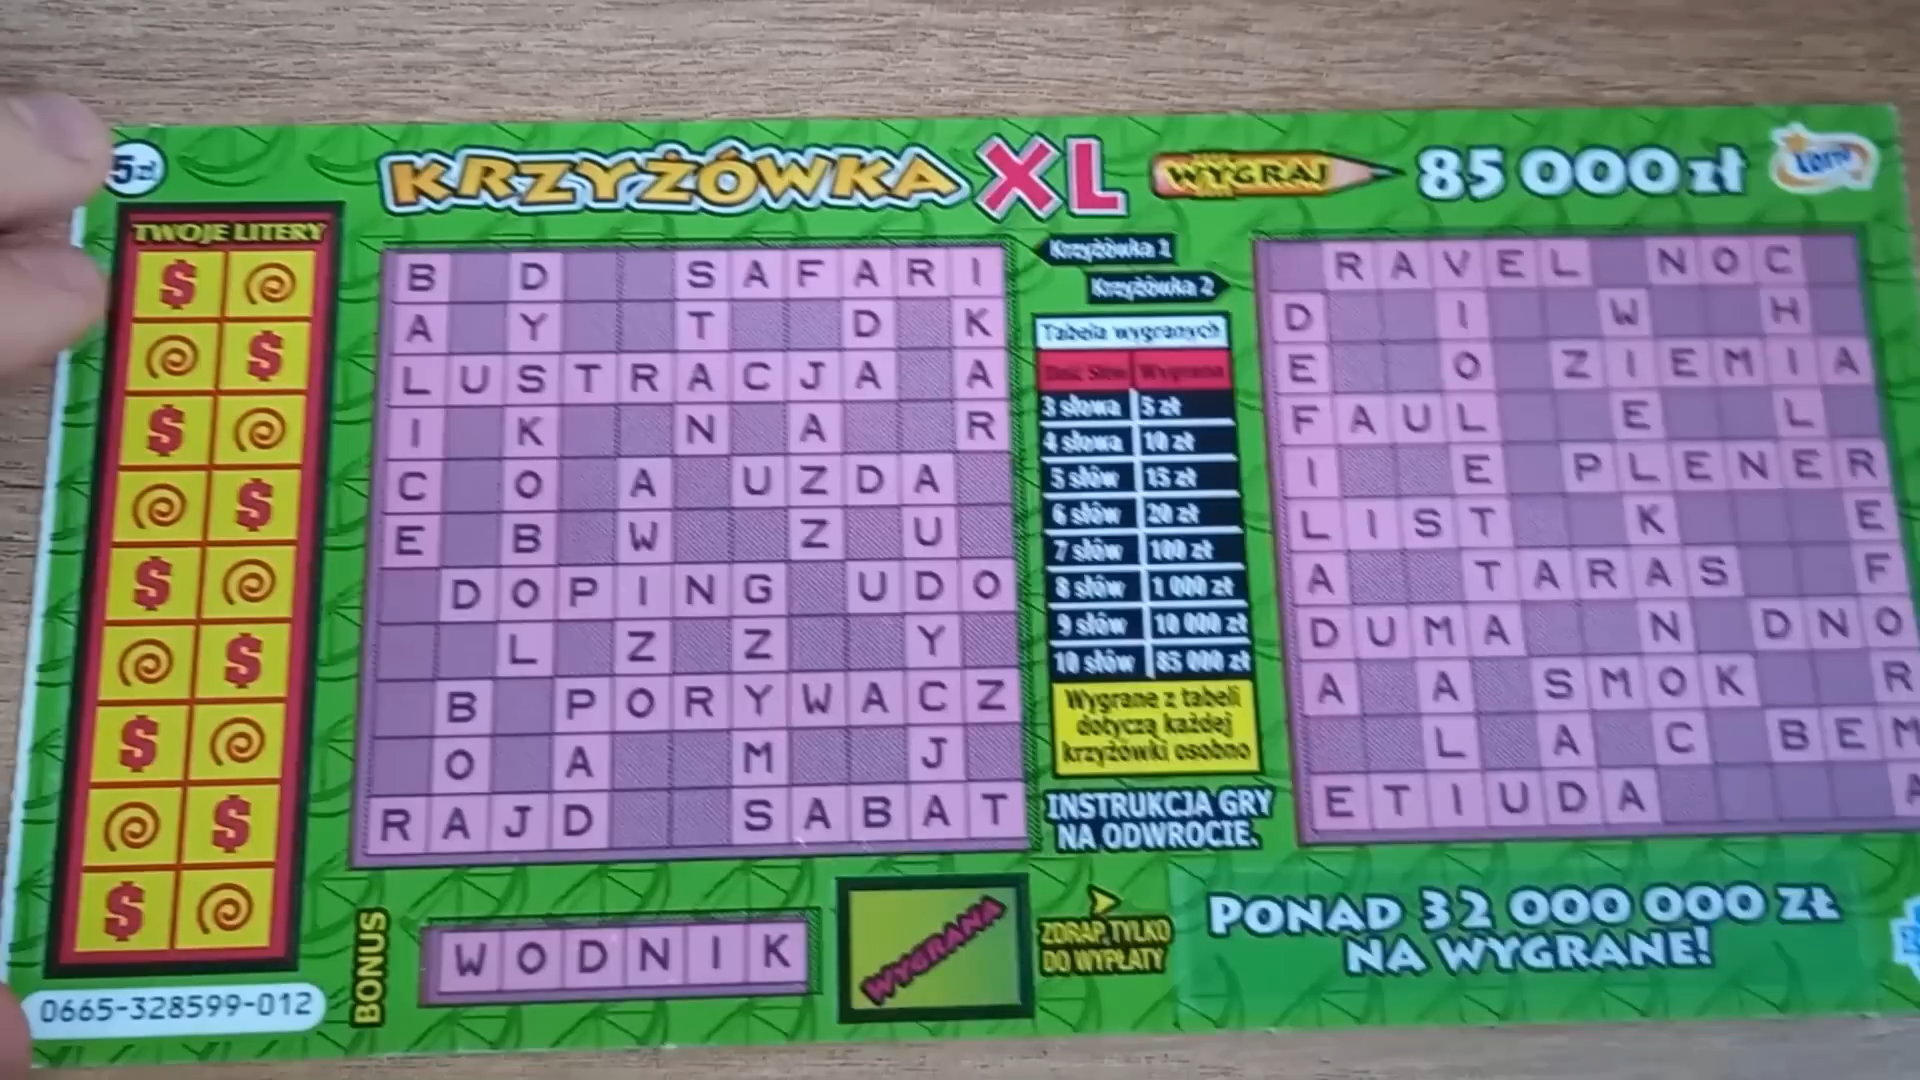 5zł
KRZYŻÓWKA XL
WYGRAJ
85 000 zł
Lotto
TWOJE LITERY
$
$
$
$
$
$
$
$
$
Krzyżówka 1
Krzyżówka 2
B D SAFARI
A Y T D K
LUSTRACJA A
I K N A R
C O A UZDA
E B W Z U
DOPING UDO
L Z Z Y
B PORYWACZ
O A M J
RAJD SABAT
Tabela wygranych
Ilość Słów Wygrana
3 słowa 5 zł
4 słowa 10 zł
5 słów 15 zł
6 słów 20 zł
7 słów 100 zł
8 słów 1 000 zł
9 słów 10 000 zł
10 słów 85 000 zł
Wygrane z tabeli
dotyczą każdej
krzyżówki osobno
INSTRUKCJA GRY
NA ODWROCIE.
RAVEL NOC
D I W H
E O ZIEMIA
FAUL E L
I E PLENER
LIST K E
A TARAS F
DUMA N DNO
A A SMOK R
L A C BEM
ETIUDA A
BONUS
WODNIK
WYGRANA
ZDRAP TYLKO
DO WYPŁATY
PONAD 32 000 000 ZŁ
NA WYGRANE!
0665-328599-012